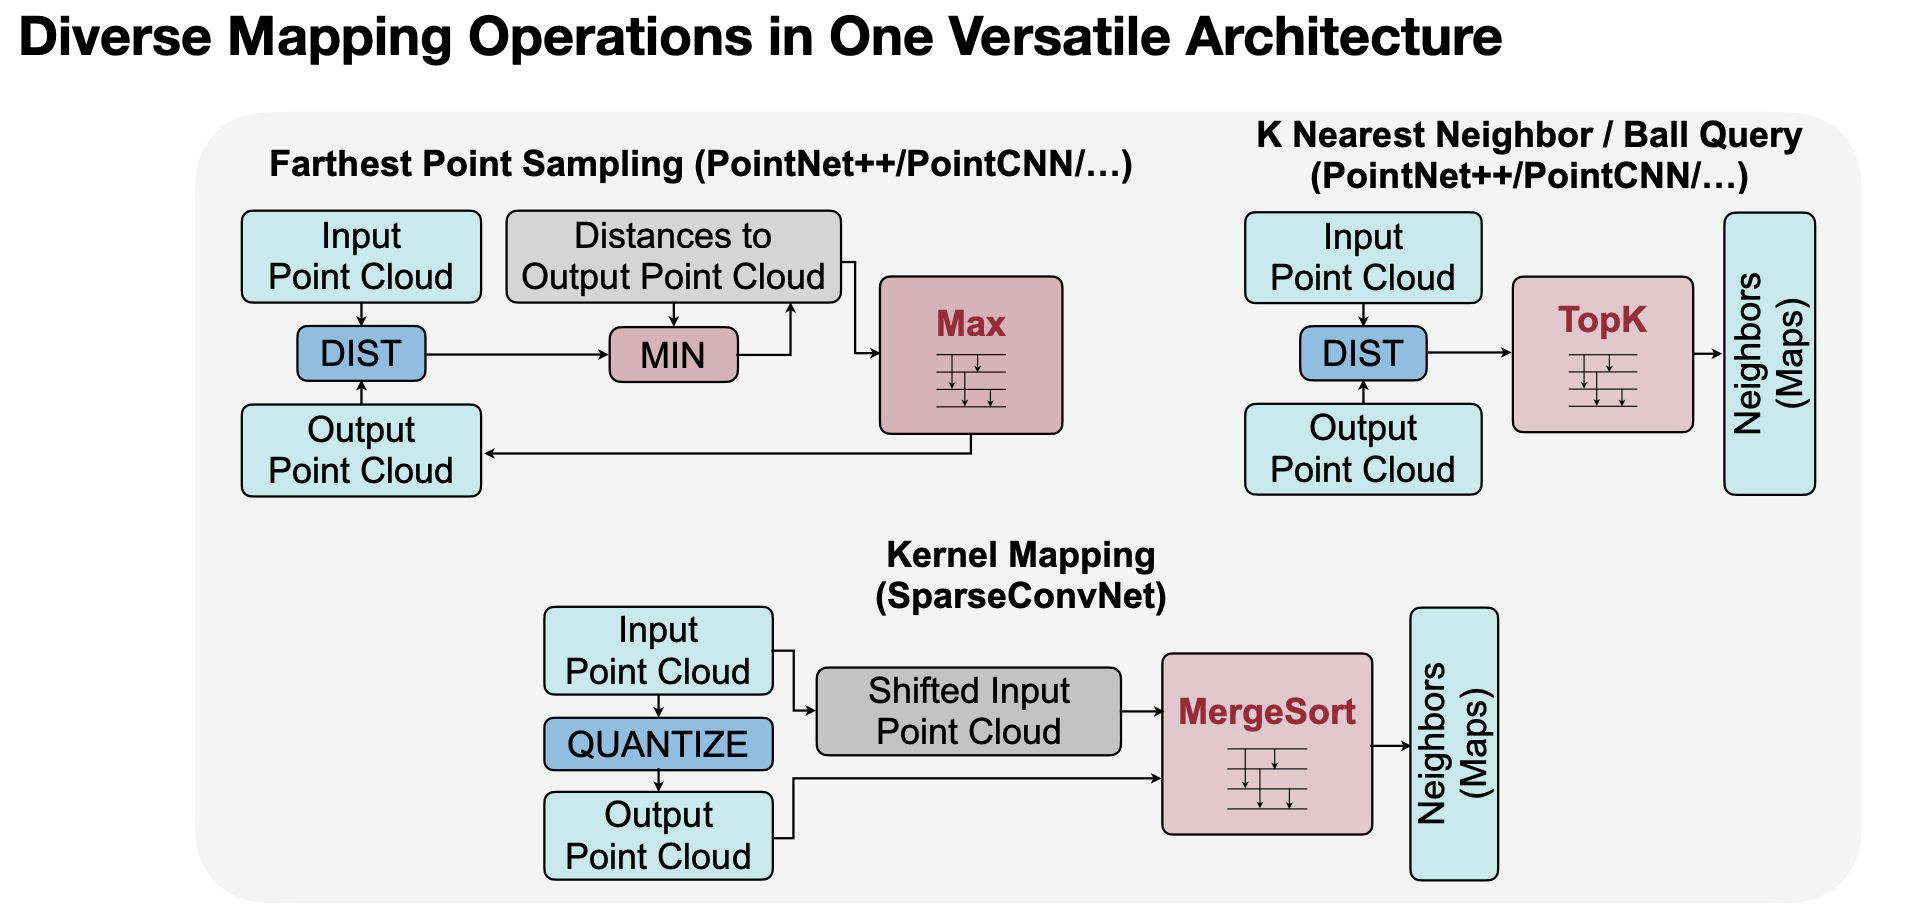 Diverse Mapping Operations in One Versatile Architecture
Farthest Point Sampling (PointNet++/PointCNN/…)
Input
Point Cloud
Distances to
Output Point Cloud
DIST
MIN
Max
Output
Point Cloud
K Nearest Neighbor / Ball Query
(PointNet++/PointCNN/…)
Input
Point Cloud
DIST
TopK
Output
Point Cloud
Neighbors
(Maps)
Kernel Mapping
(SparseConvNet)
Input
Point Cloud
QUANTIZE
Output
Point Cloud
Shifted Input
Point Cloud
MergeSort
Neighbors
(Maps)